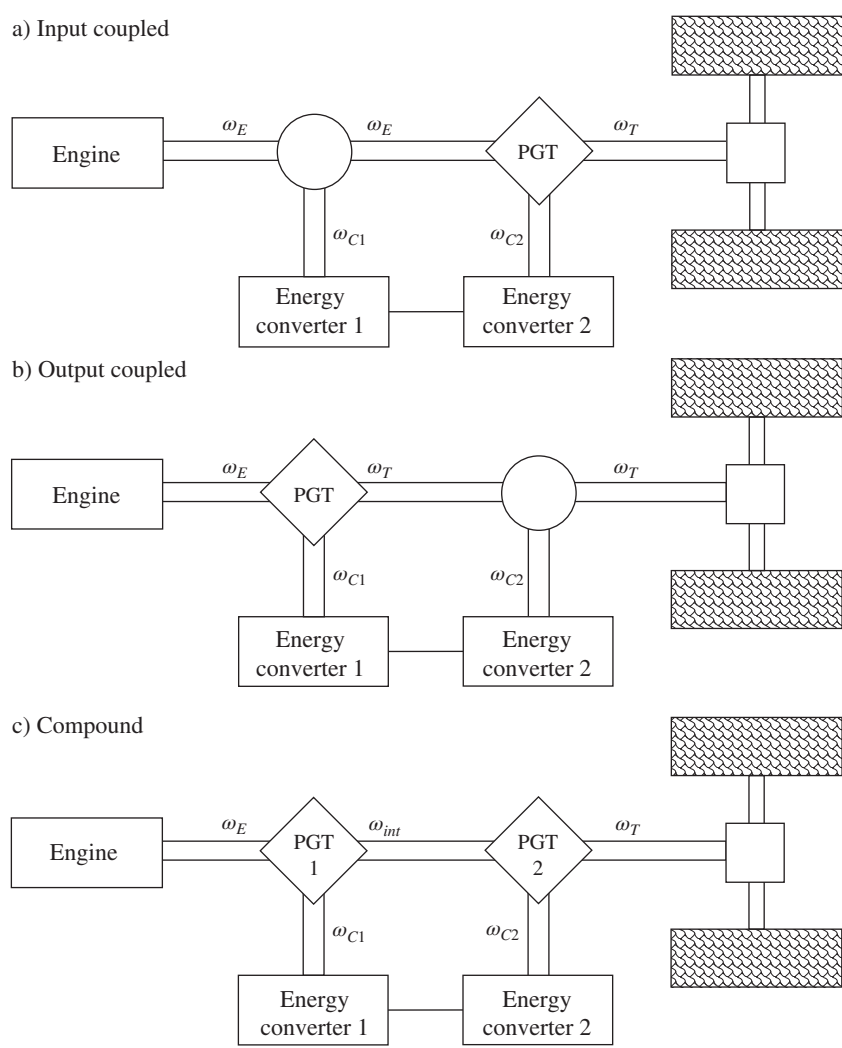 a) Input coupled
ω_E
ω_E
ω_T
Engine
PGT
ω_C1
ω_C2
Energy
converter 1
Energy
converter 2
b) Output coupled
ω_E
ω_T
ω_T
Engine
PGT
ω_C1
ω_C2
Energy
converter 1
Energy
converter 2
c) Compound
ω_E
ω_int
ω_T
Engine
PGT
1
PGT
2
ω_C1
ω_C2
Energy
converter 1
Energy
converter 2